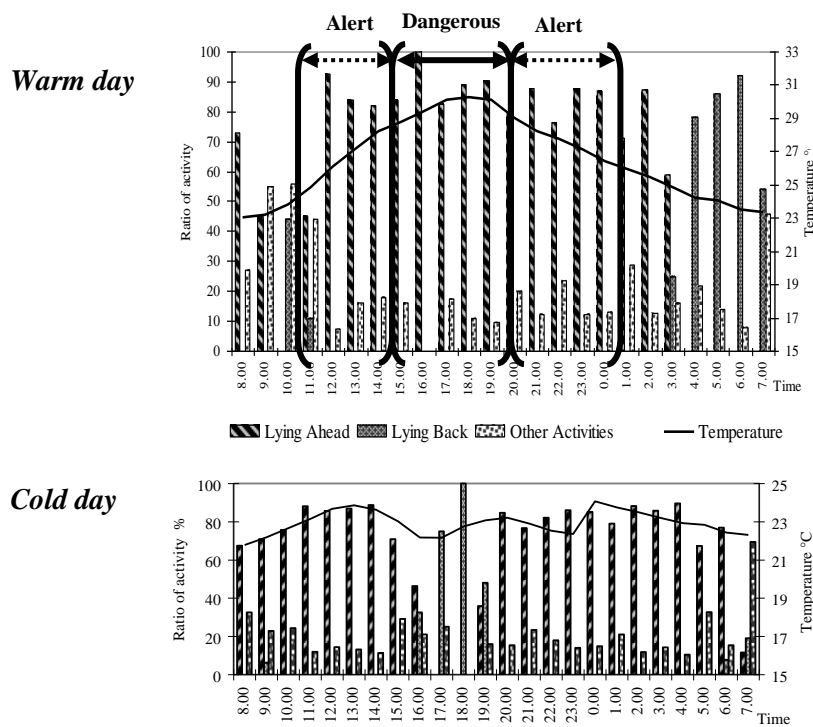 Alert Dangerous Alert
Warm day
Ratio of activity
100
90
80
70
60
50
40
30
20
10
0
33
31
29
27
25
23
21
19
17
15
Temperature °
8.00 9.00 10.00 11.00 12.00 13.00 14.00 15.00 16.00 17.00 18.00 19.00 20.00 21.00 22.00 23.00 0.00 1.00 2.00 3.00 4.00 5.00 6.00 7.00
Time
Lying Ahead Lying Back Other Activities Temperature
Cold day
Ratio of activity %
100
80
60
40
20
0
25
23
21
19
17
15
Temperature °C
8.00 9.00 10.00 11.00 12.00 13.00 14.00 15.00 16.00 17.00 18.00 19.00 20.00 21.00 22.00 23.00 0.00 1.00 2.00 3.00 4.00 5.00 6.00 7.00
Time